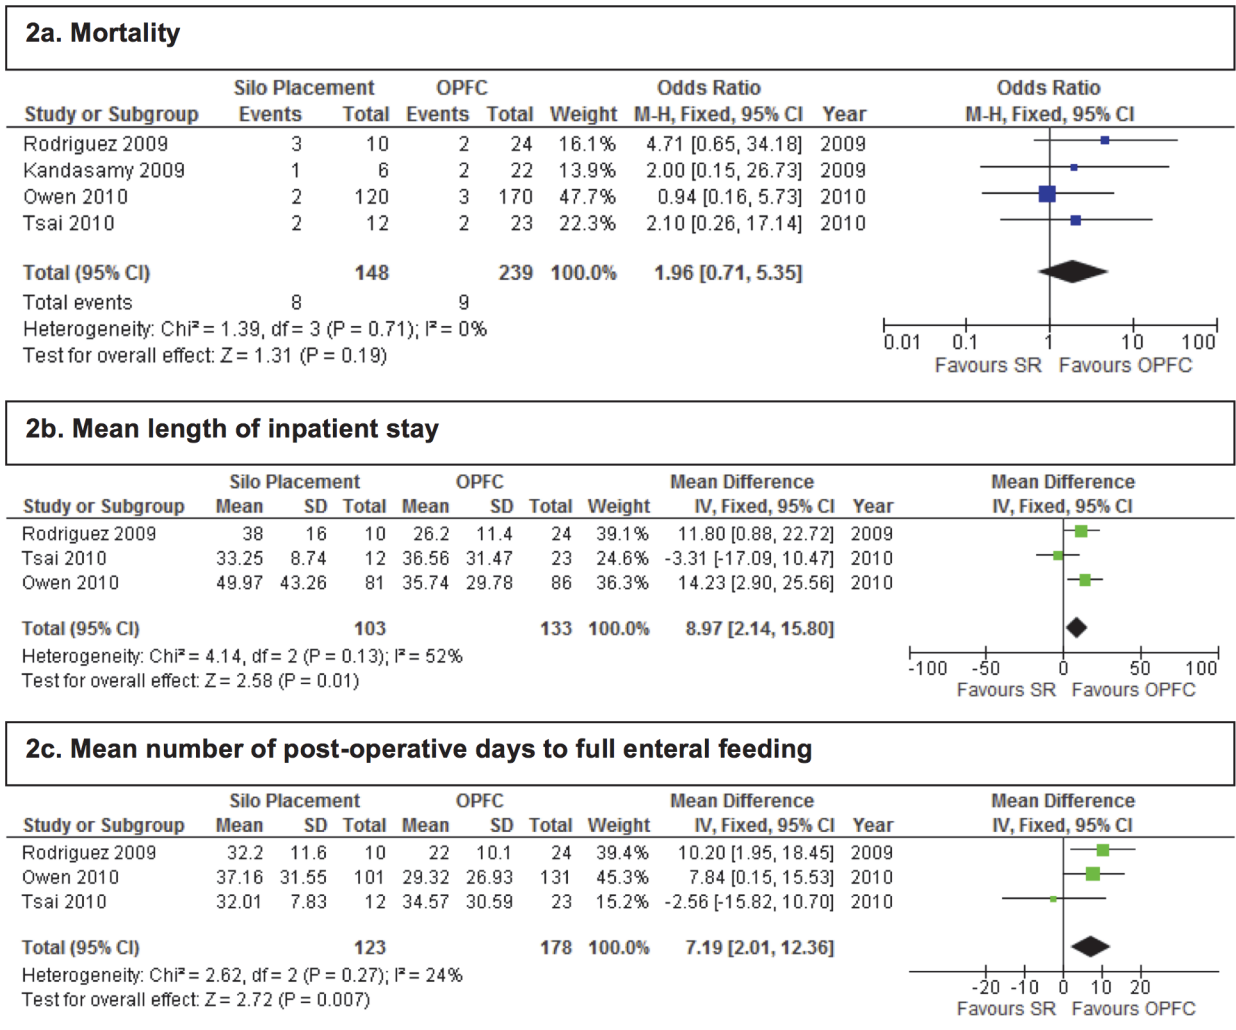 2a. Mortality
Silo Placement OPFC Odds Ratio Odds Ratio
Study or Subgroup Events Total Events Total Weight M-H, Fixed, 95% CI Year M-H, Fixed, 95% CI
Rodriguez 2009 3 10 2 24 16.1% 4.71 [0.65, 34.18] 2009
Kandasamy 2009 1 6 2 22 13.9% 2.00 [0.15, 26.73] 2009
Owen 2010 2 120 3 170 47.7% 0.94 [0.16, 5.73] 2010
Tsai 2010 2 12 2 23 22.3% 2.10 [0.26, 17.14] 2010
Total (95% CI) 148 239 100.0% 1.96 [0.71, 5.35]
Total events 8 9
Heterogeneity: Chi² = 1.39, df = 3 (P = 0.71); I² = 0%
Test for overall effect: Z = 1.31 (P = 0.19)
0.01 0.1 1 10 100
Favours SR Favours OPFC
2b. Mean length of inpatient stay
Silo Placement OPFC Mean Difference Mean Difference
Study or Subgroup Mean SD Total Mean SD Total Weight IV, Fixed, 95% CI Year IV, Fixed, 95% CI
Rodriguez 2009 38 16 10 26.2 11.4 24 39.1% 11.80 [0.88, 22.72] 2009
Tsai 2010 33.25 8.74 12 36.56 31.47 23 24.6% -3.31 [-17.09, 10.47] 2010
Owen 2010 49.97 43.26 81 35.74 29.78 86 36.3% 14.23 [2.90, 25.56] 2010
Total (95% CI) 103 133 100.0% 8.97 [2.14, 15.80]
Heterogeneity: Chi² = 4.14, df = 2 (P = 0.13); I² = 52%
Test for overall effect: Z = 2.58 (P = 0.01)
-100 -50 0 50 100
Favours SR Favours OPFC
2c. Mean number of post-operative days to full enteral feeding
Silo Placement OPFC Mean Difference Mean Difference
Study or Subgroup Mean SD Total Mean SD Total Weight IV, Fixed, 95% CI Year IV, Fixed, 95% CI
Rodriguez 2009 32.2 11.6 10 22 10.1 24 39.4% 10.20 [1.95, 18.45] 2009
Owen 2010 37.16 31.55 101 29.32 26.93 131 45.3% 7.84 [0.15, 15.53] 2010
Tsai 2010 32.01 7.83 12 34.57 30.59 23 15.2% -2.56 [-15.82, 10.70] 2010
Total (95% CI) 123 178 100.0% 7.19 [2.01, 12.36]
Heterogeneity: Chi² = 2.62, df = 2 (P = 0.27); I² = 24%
Test for overall effect: Z = 2.72 (P = 0.007)
-20 -10 0 10 20
Favours SR Favours OPFC